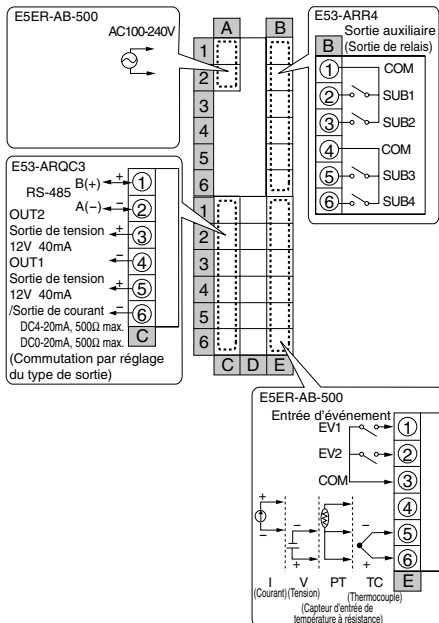 E5ER-AB-500
AC100-240V
A
B
1
2
3
4
5
6
1
2
3
4
5
6
C D E
E53-ARR4
Sortie auxiliaire
(Sortie de relais)
B
1 COM
2 SUB1
3 SUB2
4 COM
5 SUB3
6 SUB4
E53-ARQC3
B(+) + 1
RS-485
A(−) − 2
OUT2
Sortie de tension + 3
12V 40mA
OUT1 − 4
Sortie de tension + 5
12V 40mA
/Sortie de courant − 6
DC4-20mA, 500Ω max.
DC0-20mA, 500Ω max.
C
(Commutation par réglage
du type de sortie)
E5ER-AB-500
Entrée d'événement
EV1 1
EV2 2
COM 3
4
+ − − 5
− + + 6
I V PT TC E
(Courant) (Tension) (Thermocouple)
(Capteur d'entrée de
température à résistance)